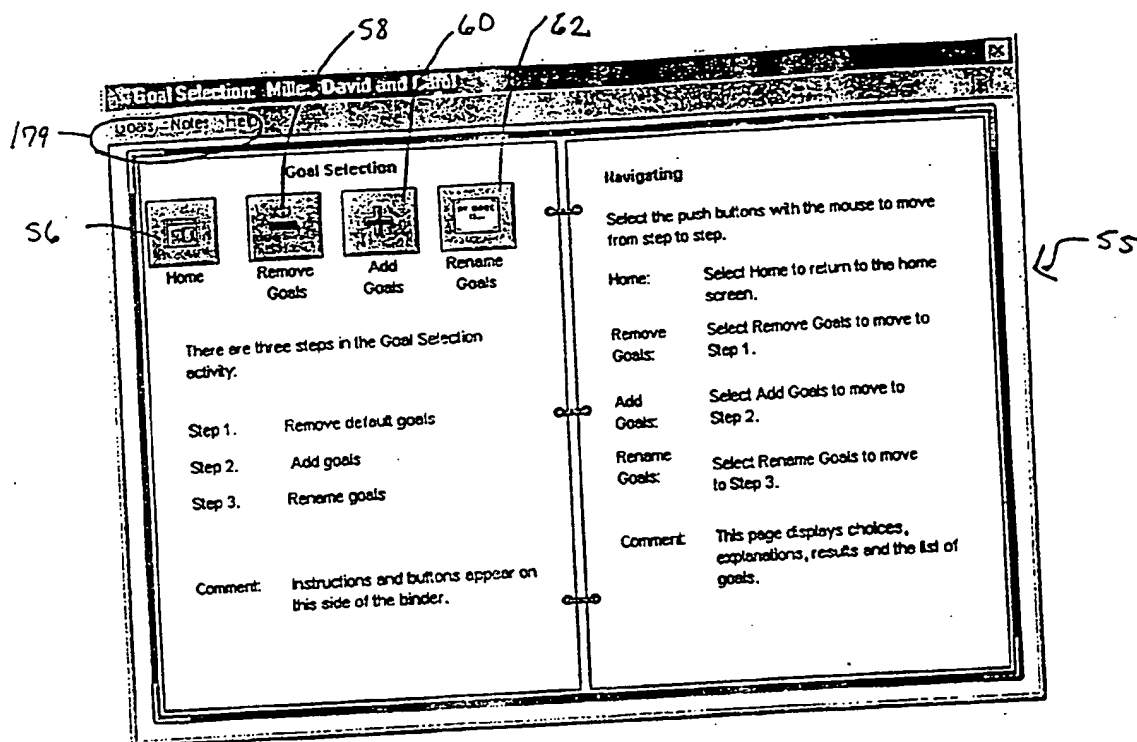 58 60 62
Goal Selection: Miller, David and Carol
179
Goals Notes help
Goal Selection
56
Home
Remove Goals
Add Goals
Rename Goals
There are three steps in the Goal Selection
activity:
Step 1. Remove default goals
Step 2. Add goals
Step 3. Rename goals
Comment: Instructions and buttons appear on
this side of the binder.
Navigating
Select the push buttons with the mouse to move
from step to step.
55
Home: Select Home to return to the home
screen.
Remove Select Remove Goals to move to
Goals: Step 1.
Add Select Add Goals to move to
Goals: Step 2.
Rename Select Rename Goals to move
Goals: to Step 3.
Comment: This page displays choices,
explanations, results and the list of
goals.